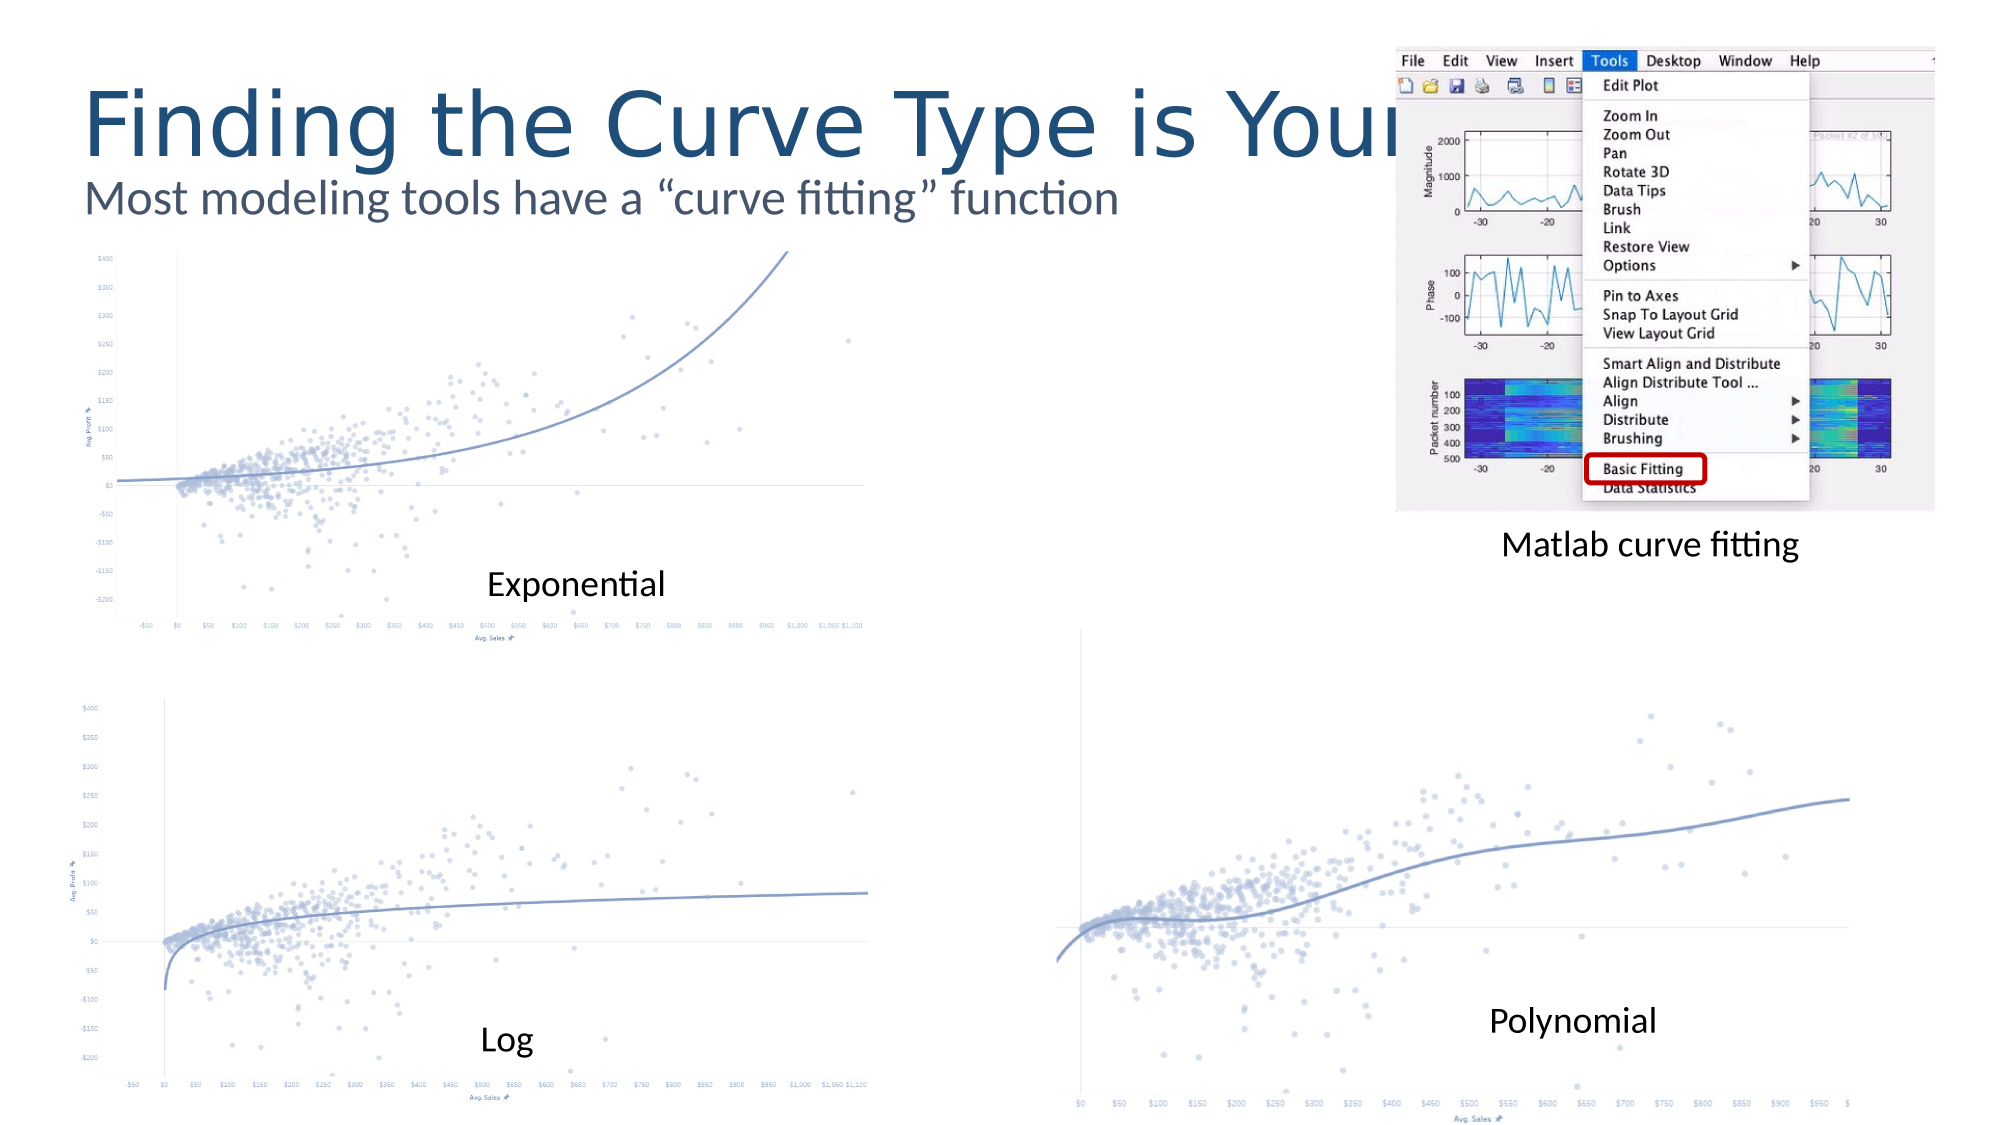 Finding the Curve Type is Your
Most modeling tools have a “curve fitting” function
File Edit View Insert Tools Desktop Window Help
Edit Plot
Zoom In
Zoom Out
Pan
Rotate 3D
Data Tips
Brush
Link
Restore View
Options
Pin to Axes
Snap To Layout Grid
View Layout Grid
Smart Align and Distribute
Align Distribute Tool ...
Align
Distribute
Brushing
Basic Fitting
Data Statistics
Magnitude
2000
1000
0
-30 -20 20 30
Phase
100
0
-100
-30 -20 20 30
Packet number
100
200
300
400
500
-30 -20 20 30
Matlab curve fitting
$400
$350
$300
$250
$200
$150
$100
$50
$0
-$50
-$100
-$150
-$200
Avg. Profit
Exponential
-$50 $0 $50 $100 $150 $200 $250 $300 $350 $400 $450 $500 $550 $600 $650 $700 $750 $800 $850 $900 $950 $1,000 $1,050 $1,100
Avg. Sales
$400
$350
$300
$250
$200
$150
$100
$50
$0
-$50
-$100
-$150
-$200
Avg. Profit
Log
-$50 $0 $50 $100 $150 $200 $250 $300 $350 $400 $450 $500 $550 $600 $650 $700 $750 $800 $850 $900 $950 $1,000 $1,050 $1,100
Avg. Sales
Polynomial
$0 $50 $100 $150 $200 $250 $300 $350 $400 $450 $500 $550 $600 $650 $700 $750 $800 $850 $900 $950 $
Avg. Sales